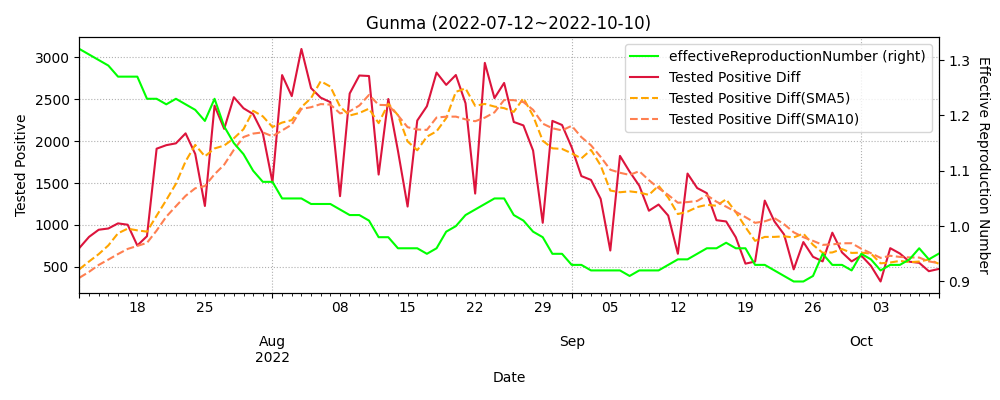 Gunma (2022-07-12~2022-10-10)
effectiveReproductionNumber (right)
Tested Positive Diff
Tested Positive Diff(SMA5)
Tested Positive Diff(SMA10)
Tested Positive
3000
2500
2000
1500
1000
500
Effective Reproduction Number
1.3
1.2
1.1
1.0
0.9
18 25 08 15 22 29 05 12 19 26 03
Aug Sep Oct
2022
Date